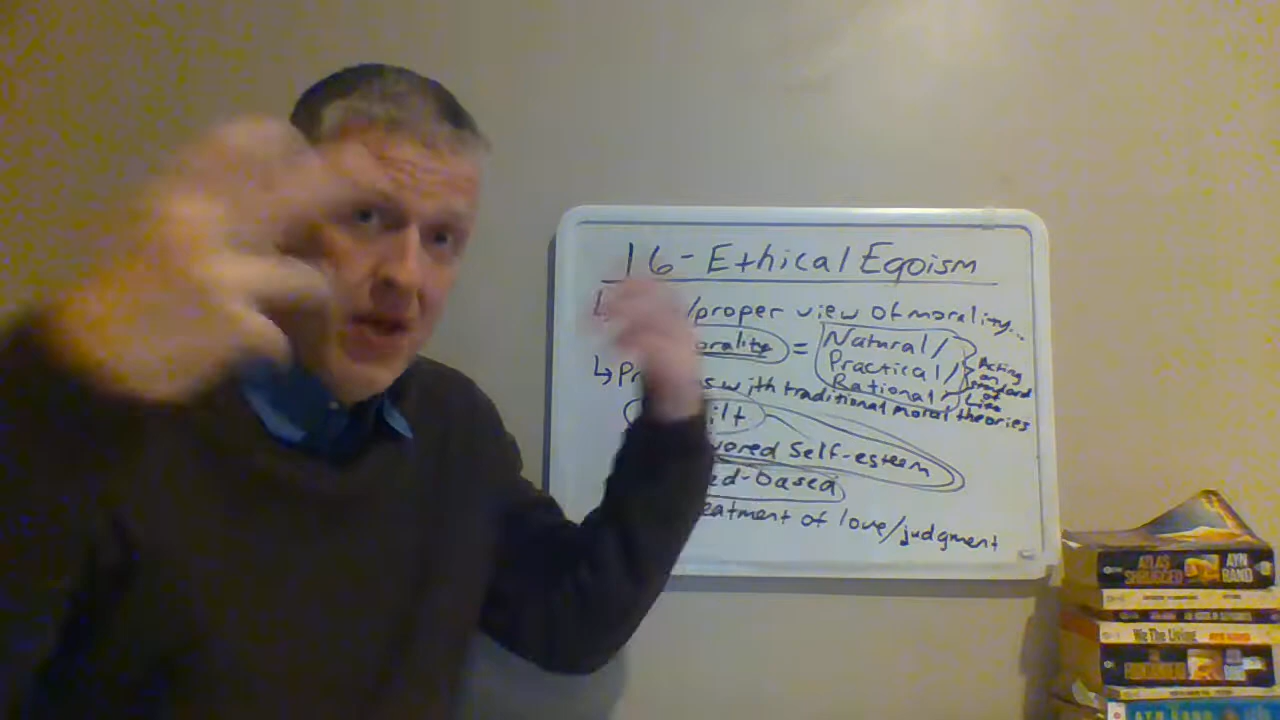 16- Ethical Egoism
↳ /proper view of morality...
orality = Natural/
Practical/
Rational
Acting
on
standard
of
Life
↳ Pr s with traditional moral theories
ilt
vored Self-esteem
ed-based
eatment of love/judgment
ATLAS
SHRUGGED
AYN
RAND
We The Living